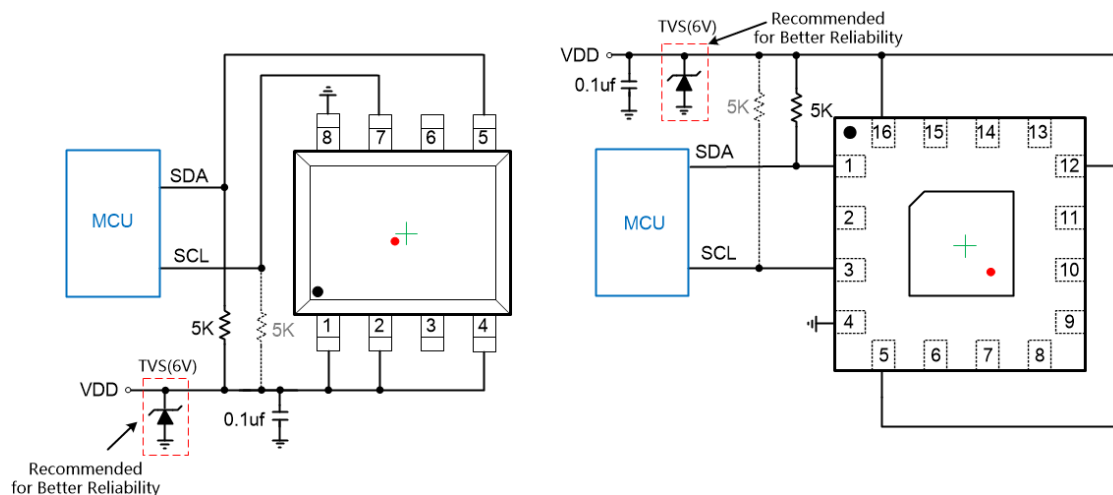 TVS(6V)
Recommended
for Better Reliability
VDD
0.1uf
5K
5K
MCU
SDA
SCL
16
15
14
13
1
2
3
4
12
11
10
9
5
6
7
8
8
7
6
5
MCU
SDA
SCL
1
2
3
4
5K
5K
TVS(6V)
VDD
0.1uf
Recommended
for Better Reliability